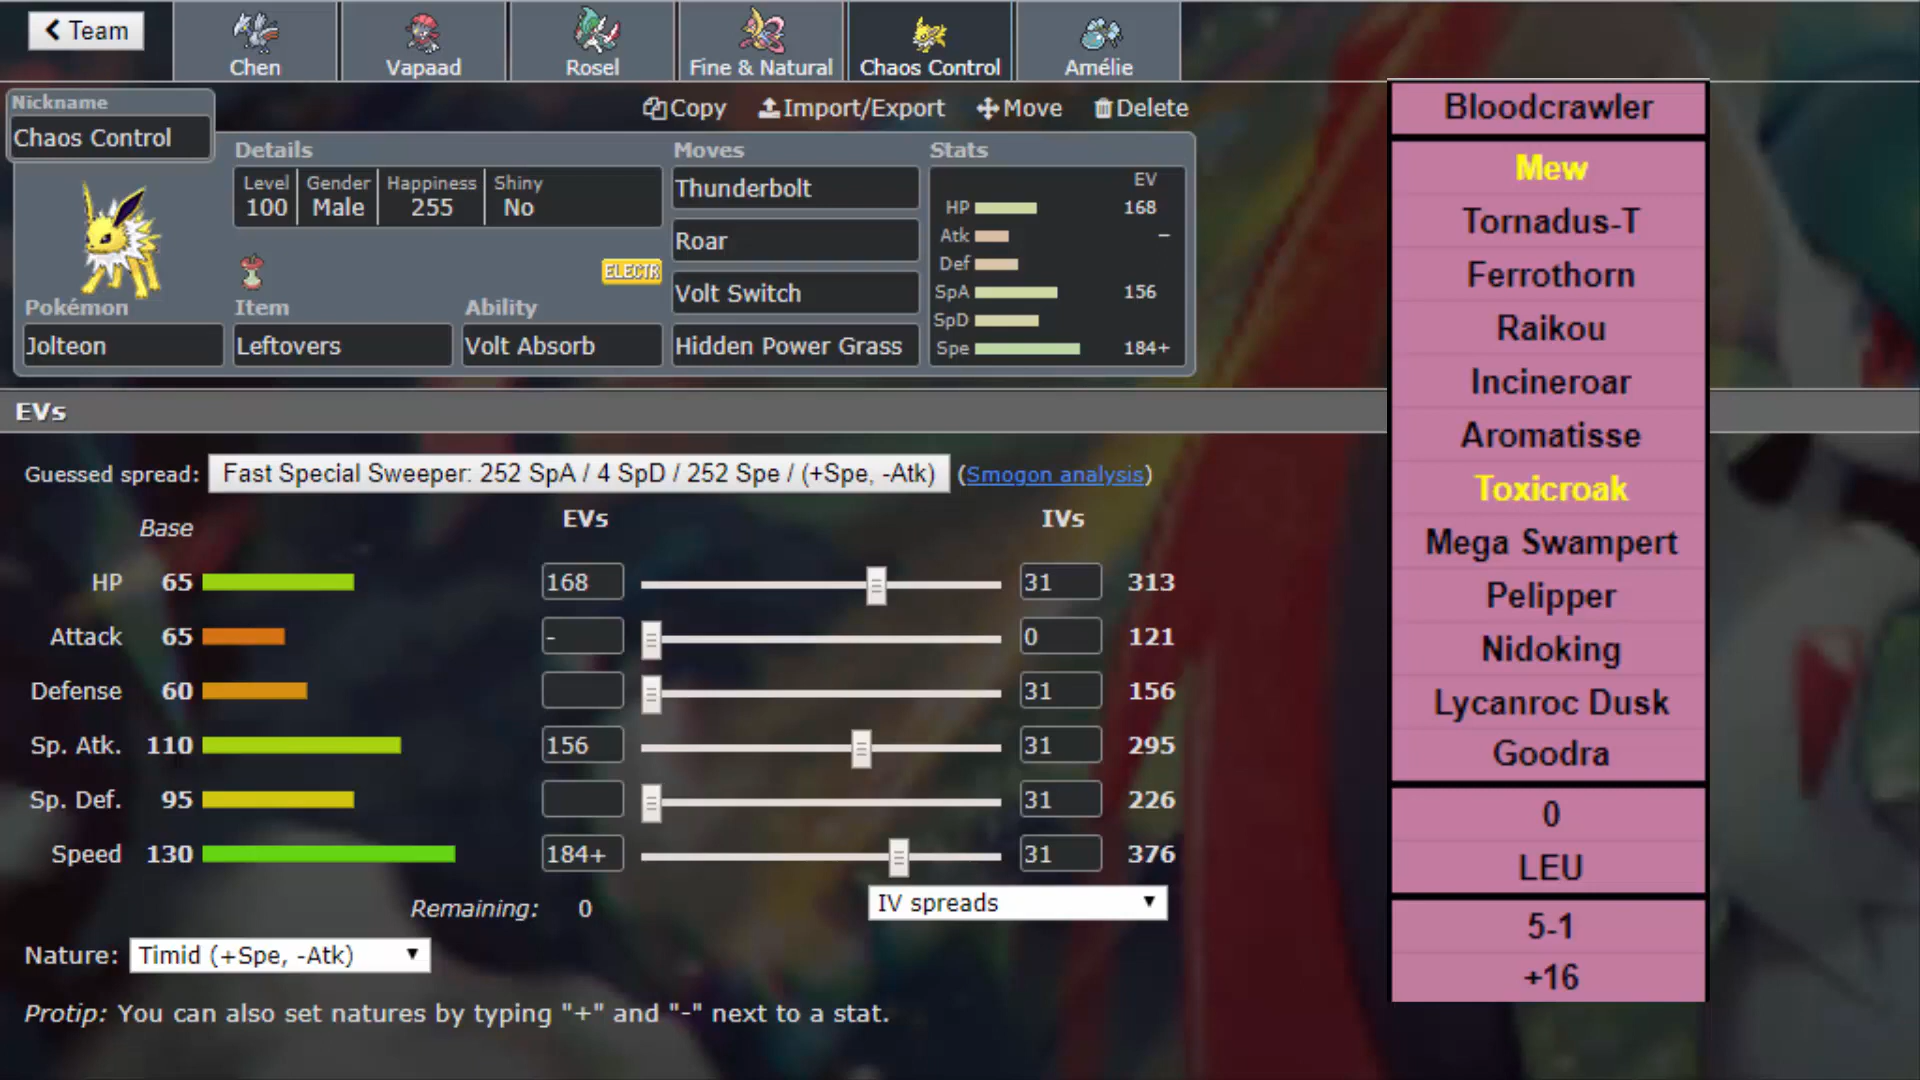 Team
Chen
Vapaad
Rosel
Fine & Natural
Chaos Control
Amélie
Nickname
Chaos Control
Copy
Import/Export
Move
Delete
Details
Moves
Stats
Level
Gender
Happiness
Shiny
100
Male
255
No
ELECTR
Pokémon
Item
Ability
Jolteon
Leftovers
Volt Absorb
Thunderbolt
Roar
Volt Switch
Hidden Power Grass
EV
HP 168
Atk –
Def
SpA 156
SpD
Spe 184+
EVs
Guessed spread: Fast Special Sweeper: 252 SpA / 4 SpD / 252 Spe / (+Spe, -Atk) (Smogon analysis)
Base EVs IVs
HP 65 168 31 313
Attack 65 - 0 121
Defense 60 31 156
Sp. Atk. 110 156 31 295
Sp. Def. 95 31 226
Speed 130 184+ 31 376
Remaining: 0
IV spreads
Nature: Timid (+Spe, -Atk)
Protip: You can also set natures by typing "+" and "-" next to a stat.
Bloodcrawler
Mew
Tornadus-T
Ferrothorn
Raikou
Incineroar
Aromatisse
Toxicroak
Mega Swampert
Pelipper
Nidoking
Lycanroc Dusk
Goodra
0
LEU
5-1
+16